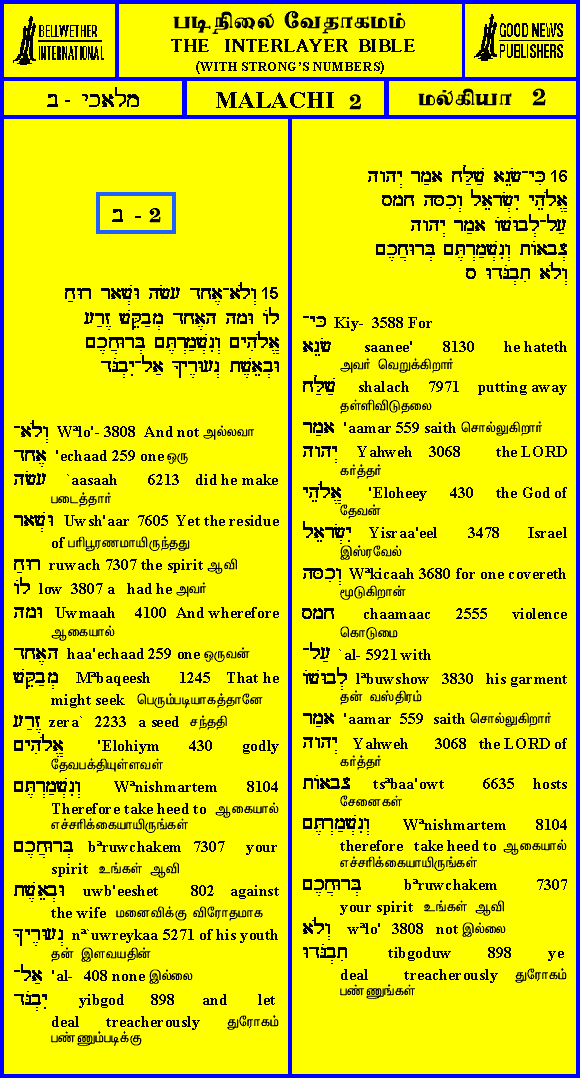 BELLWETHER
INTERNATIONAL
படிநிலை வேதாகமம்
THE INTERLAYER BIBLE
(WITH STRONG'S NUMBERS)
GOOD NEWS
PUBLISHERS
מלאכי - ב
MALACHI 2
மல்கியா 2
ב - 2
15 וְלֹא־אֶחָד עָשָׂה וּשְׁאָר רוּחַ
לוֹ וּמָה הָאֶחָד מְבַקֵּשׁ זֶרַע
אֱלֹהִים וְנִשְׁמַרְתֶּם בְּרוּחֲכֶם
וּבְאֵשֶׁת נְעוּרֶיךָ אַל־יִבְגֹּד
וְלֹא־ Wªlo'- 3808 And not அல்லவா
אֶחָד 'echaad 259 one ஒரு
עָשָׂה `aasaah 6213 did he make
படைத்தார்
וּשְׁאָר Uwsh'aar 7605 Yet the residue
of பரிபூரணமாயிருந்தது
רוּחַ ruwach 7307 the spirit ஆவி
לוֹ low 3807 a had he அவர்
וּמָה Uwmaah 4100 And wherefore
ஆகையால்
הָאֶחָד haa'echaad 259 one ஒருவன்
מְבַקֵּשׁ Mªbaqeesh 1245 That he
might seek பெரும்படியாகத்தானே
זֶרַע zera` 2233 a seed சந்ததி
אֱלֹהִים 'Elohiym 430 godly
தேவபக்தியுள்ளவள்
וְנִשְׁמַרְתֶּם Wªnishmartem 8104
Therefore take heed to ஆகையால்
எச்சரிக்கையாயிருங்கள்
בְּרוּחֲכֶם bªruwchakem 7307 your
spirit உங்கள் ஆவி
וּבְאֵשֶׁת uwb'eeshet 802 against
the wife மனைவிக்கு விரோதமாக
נְעוּרֶיךָ nª`uwreykaa 5271 of his youth
தன் இளவயதின்
אַל־ 'al- 408 none இல்லை
יִבְגֹּד yibgod 898 and let
deal treacherously துரோகம்
பண்ணும்படிக்கு
16 כִּי־שָׂנֵא שַׁלַּח אָמַר יְהוָה
אֱלֹהֵי יִשְׂרָאֵל וְכִסָּה חָמָס
עַל־לְבוּשׁוֹ אָמַר יְהוָה
צְבָאוֹת וְנִשְׁמַרְתֶּם בְּרוּחֲכֶם
וְלֹא תִבְגֹּדוּ ס
כִּי־ Kiy- 3588 For
שָׂנֵא saanee' 8130 he hateth
அவர் வெறுக்கிறார்
שַׁלַּח shalach 7971 putting away
தள்ளிவிடுதலை
אָמַר 'aamar 559 saith சொல்லுகிறார்
יְהוָה Yahweh 3068 the LORD
கர்த்தர்
אֱלֹהֵי 'Eloheey 430 the God of
தேவன்
יִשְׂרָאֵל Yisraa'eel 3478 Israel
இஸ்ரவேல்
וְכִסָּה Wªkicaah 3680 for one covereth
மூடுகிறான்
חָמָס chaamaac 2555 violence
கொடுமை
עַל־ `al- 5921 with
לְבוּשׁוֹ lªbuwshow 3830 his garment
தன் வஸ்திரம்
אָמַר 'aamar 559 saith சொல்லுகிறார்
יְהוָה Yahweh 3068 the LORD of
கர்த்தர்
צְבָאוֹת tsªbaa'owt 6635 hosts
சேனைகள்
וְנִשְׁמַרְתֶּם Wªnishmartem 8104
therefore take heed to ஆகையால்
எச்சரிக்கையாயிருங்கள்
בְּרוּחֲכֶם bªruwchakem 7307
your spirit உங்கள் ஆவி
וְלֹא wªlo' 3808 not இல்லை
תִבְגֹּדוּ tibgoduw 898 ye
deal treacherously துரோகம்
பண்ணுங்கள்